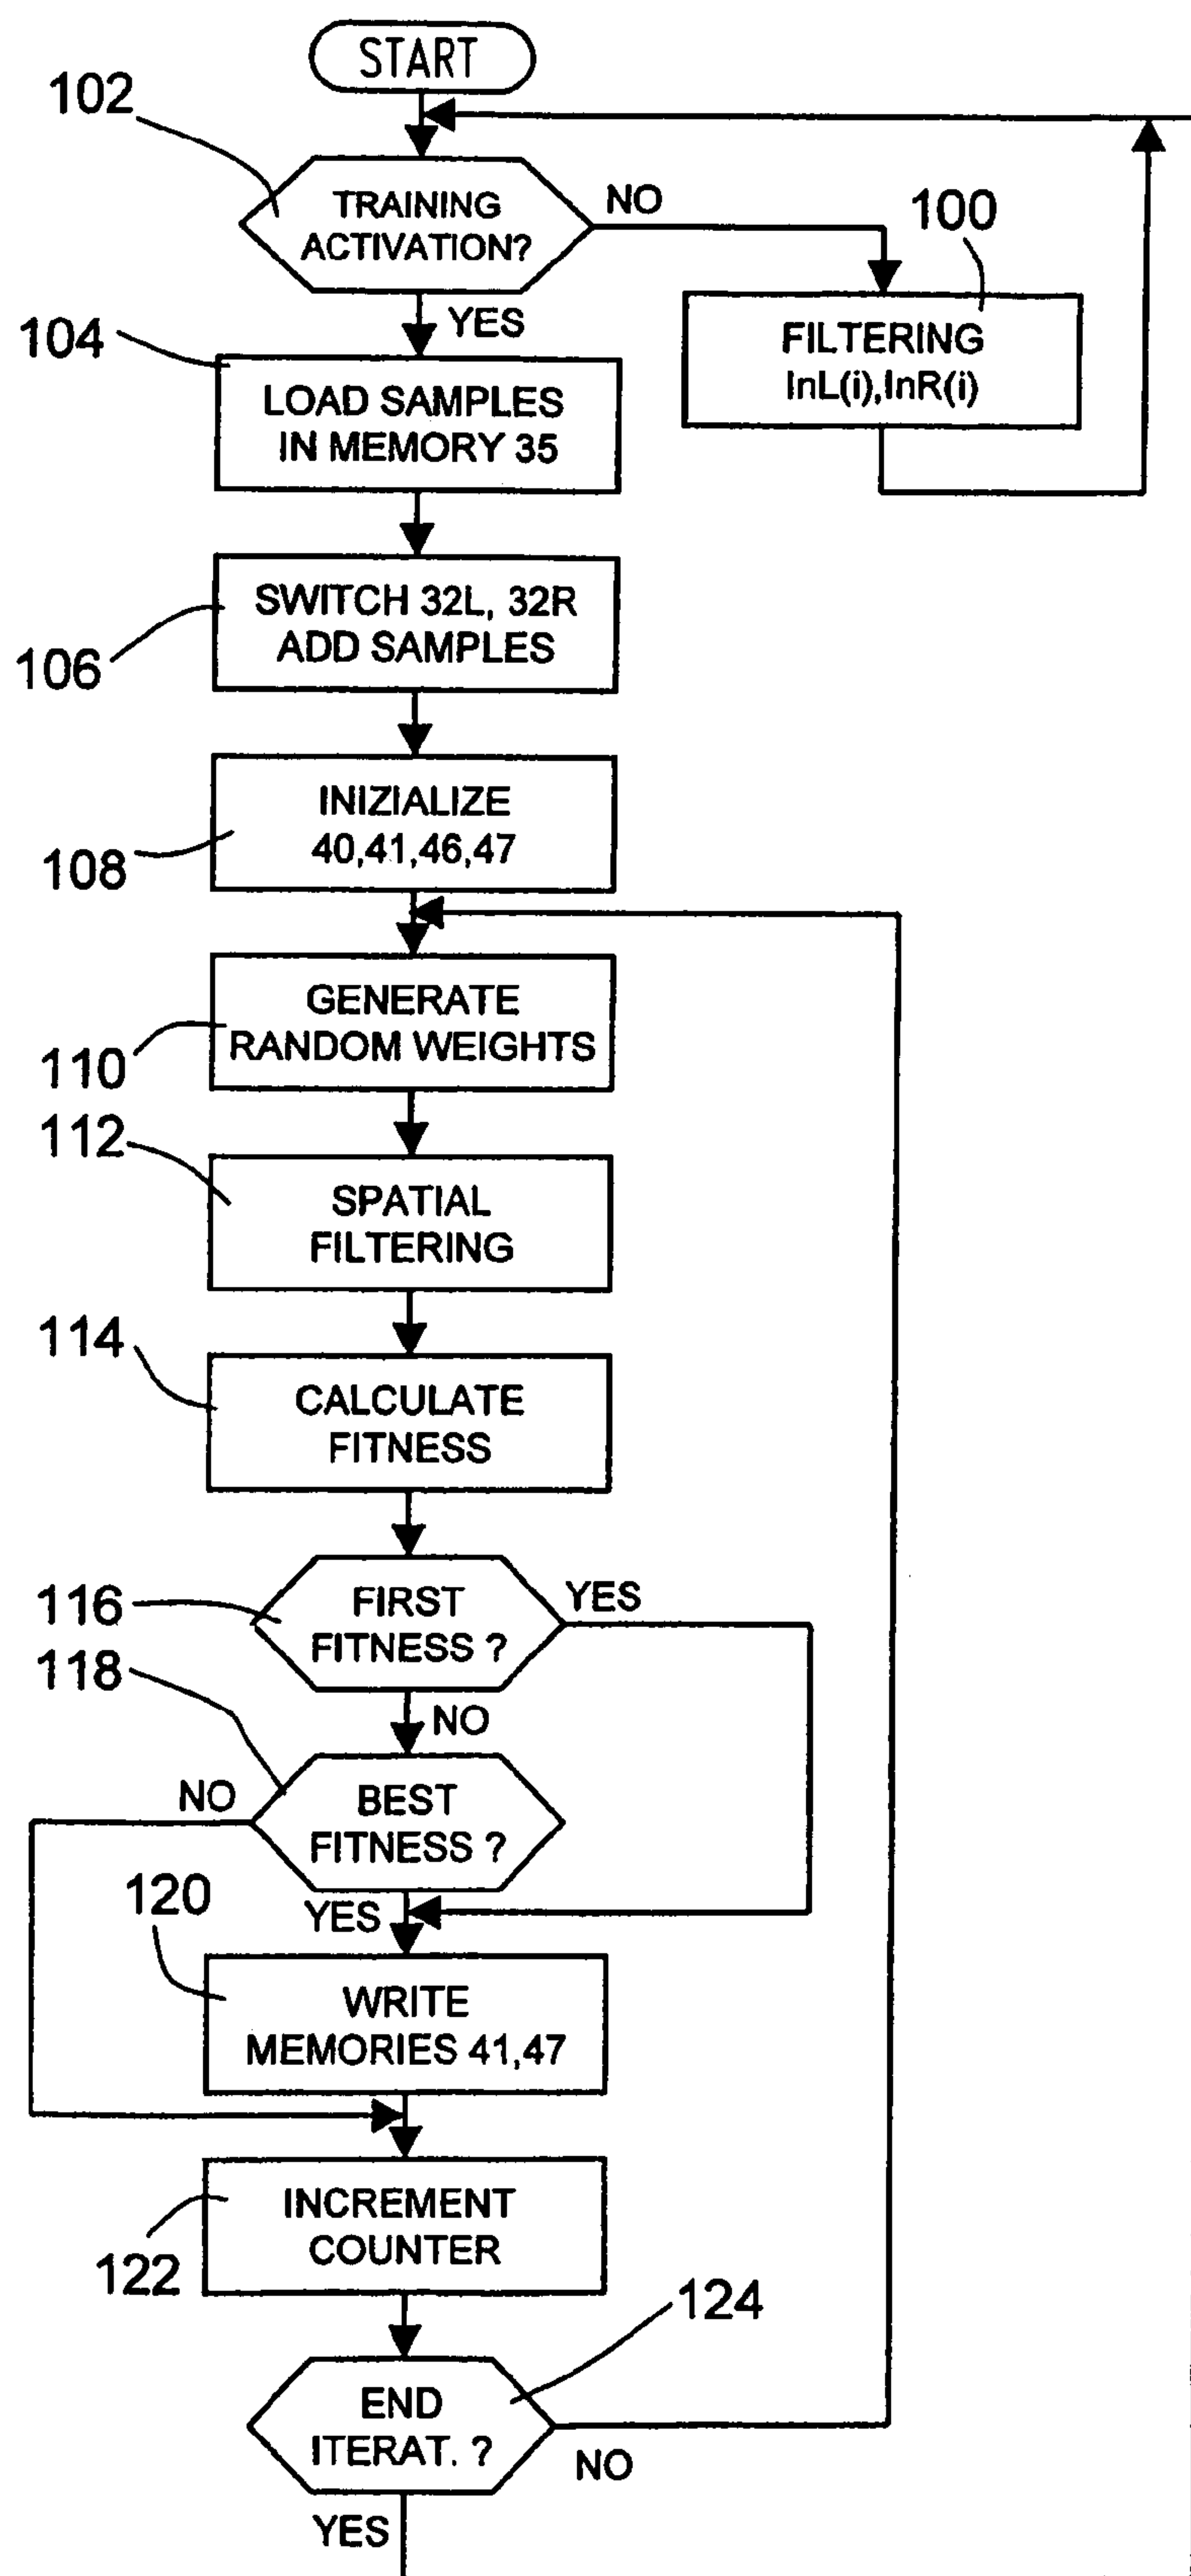 START
102
TRAINING
ACTIVATION?
NO
100
FILTERING
InL(i),InR(i)
YES
104
LOAD SAMPLES
IN MEMORY 35
106
SWITCH 32L, 32R
ADD SAMPLES
108
INIZIALIZE
40,41,46,47
110
GENERATE
RANDOM WEIGHTS
112
SPATIAL
FILTERING
114
CALCULATE
FITNESS
116
FIRST
FITNESS ?
YES
118
NO
NO
BEST
FITNESS ?
120
YES
WRITE
MEMORIES 41,47
122
INCREMENT
COUNTER
124
END
ITERAT. ?
NO
YES